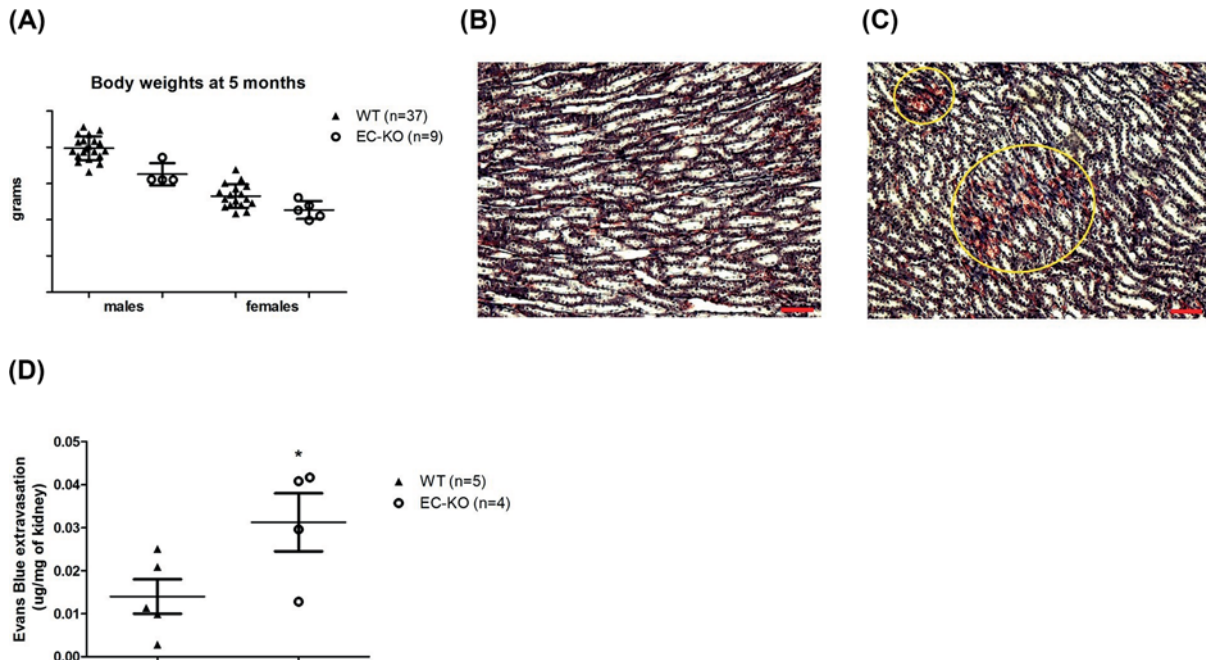 (A)
Body weights at 5 months
WT (n=37)
EC-KO (n=9)
grams
males
females
(B)
(C)
(D)
Evans Blue extravasation
(ug/mg of kidney)
0.05
0.04
0.03
0.02
0.01
0.00
*
WT (n=5)
EC-KO (n=4)